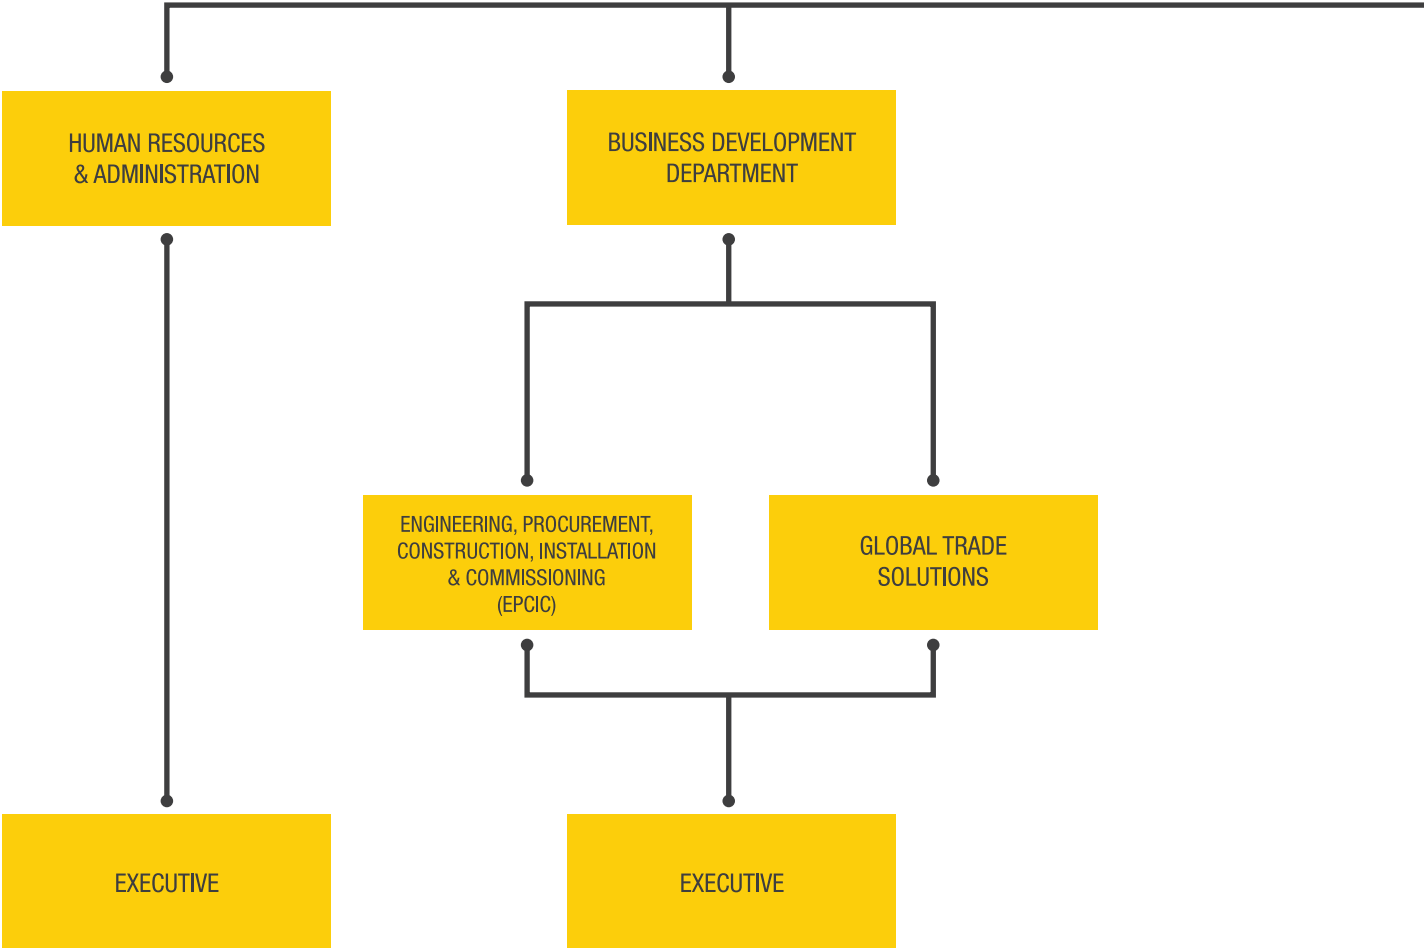 HUMAN RESOURCES
& ADMINISTRATION
BUSINESS DEVELOPMENT
DEPARTMENT
ENGINEERING, PROCUREMENT,
CONSTRUCTION, INSTALLATION
& COMMISSIONING
(EPCIC)
GLOBAL TRADE
SOLUTIONS
EXECUTIVE
EXECUTIVE